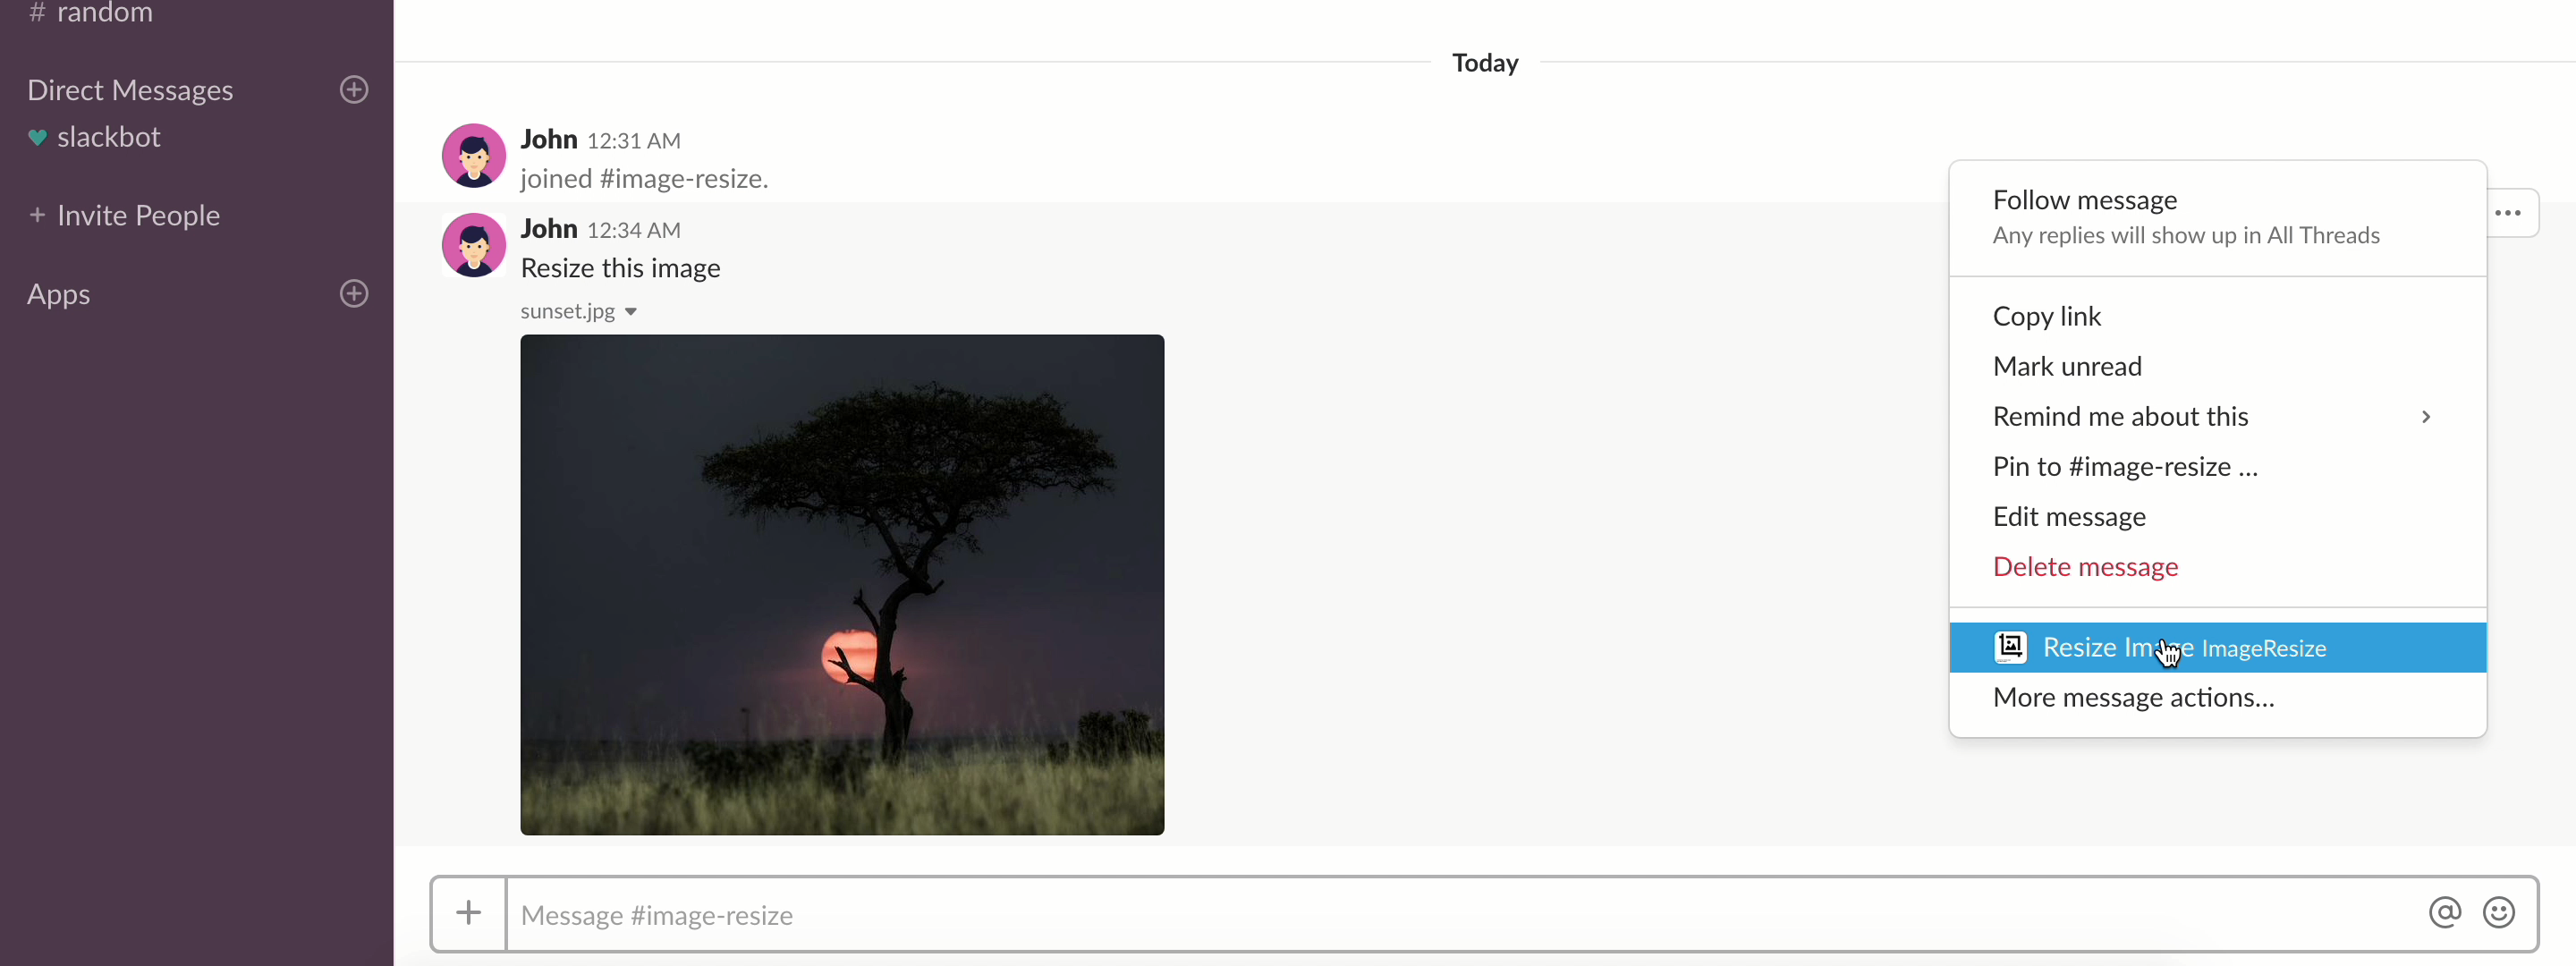 # random
Direct Messages
slackbot
+ Invite People
Apps
Today
John 12:31 AM
joined #image-resize.
John 12:34 AM
Resize this image
sunset.jpg
Follow message
Any replies will show up in All Threads
Copy link
Mark unread
Remind me about this
Pin to #image-resize ...
Edit message
Delete message
Resize Image ImageResize
More message actions...
Message #image-resize